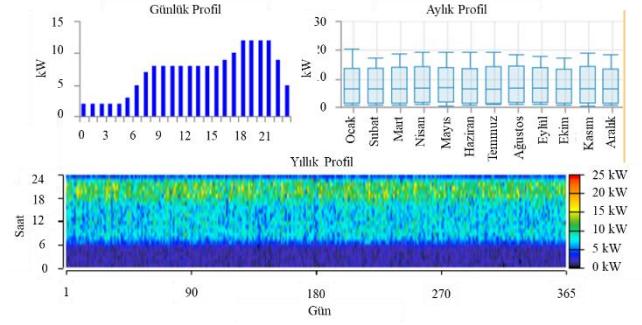 Günlük Profil
15
10
5
0
kW
0 3 6 9 12 15 18 21
Aylık Profil
30
20
.0
0
kW
Ocak
Subat
Mart
Nisan
Mayıs
Haziran
Temmuz
Ağustos
Eylül
Ekim
Kasım
Aralık
Yıllık Profil
24
18
12
6
0
Saat
25 kW
20 kW
15 kW
10 kW
5 kW
0 kW
1 90 180 270 365
Gün